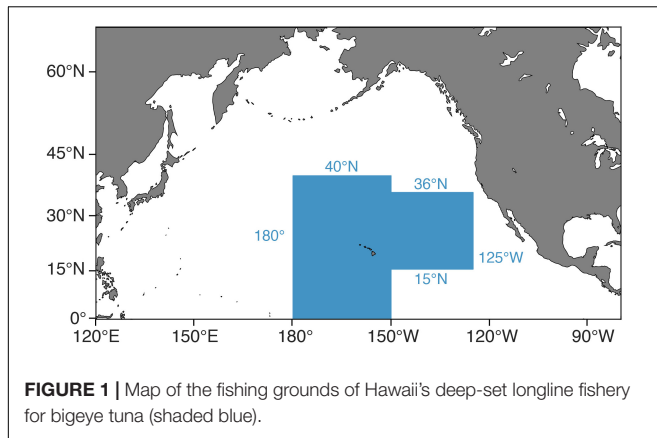 60°N
45°N
30°N
15°N
0°
40°N
36°N
180°
125°W
15°N
120°E
150°E
180°
150°W
120°W
90°W
FIGURE 1 | Map of the fishing grounds of Hawaii's deep-set longline fishery
for bigeye tuna (shaded blue).